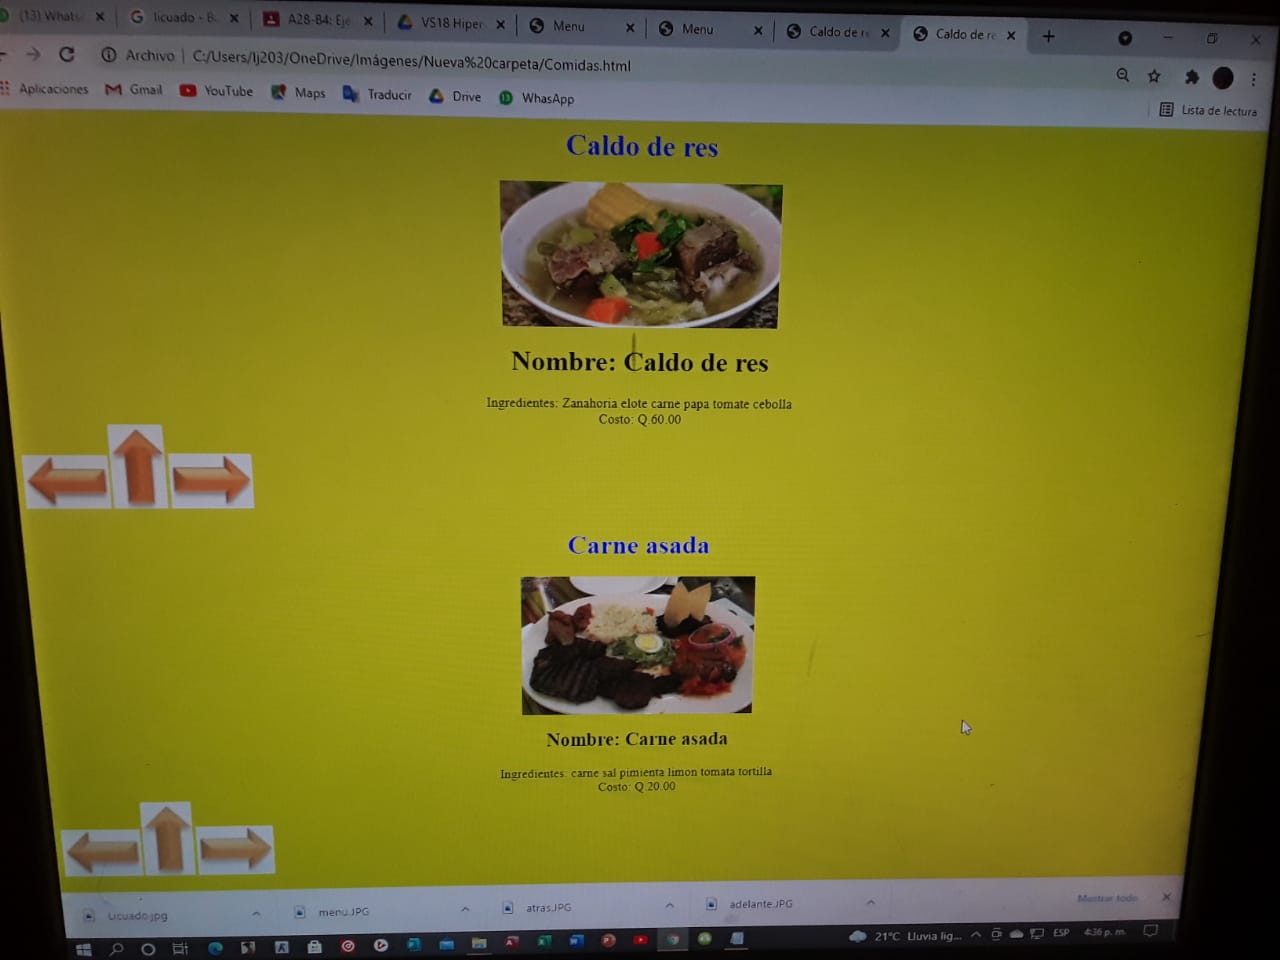 (13) Whats
licuado - B
A28-B4: Eje
VS18 Hiper
Menu
Menu
Caldo de r
Caldo de re
Archivo | C:/Users/lj203/OneDrive/Imágenes/Nueva%20carpeta/Comidas.html
Aplicaciones Gmail YouTube Maps Traducir Drive WhasApp
Lista de lectura
Caldo de res
Nombre: Caldo de res
Ingredientes: Zanahoria elote carne papa tomate cebolla
Costo: Q.60.00
Carne asada
Nombre: Carne asada
Ingredientes: carne sal pimienta limon tomata tortilla
Costo: Q.20.00
Licuado.jpg menu.JPG atras.JPG adelante.JPG Mostrar todo
21°C Lluvia lig... ESP 4:36 p. m.